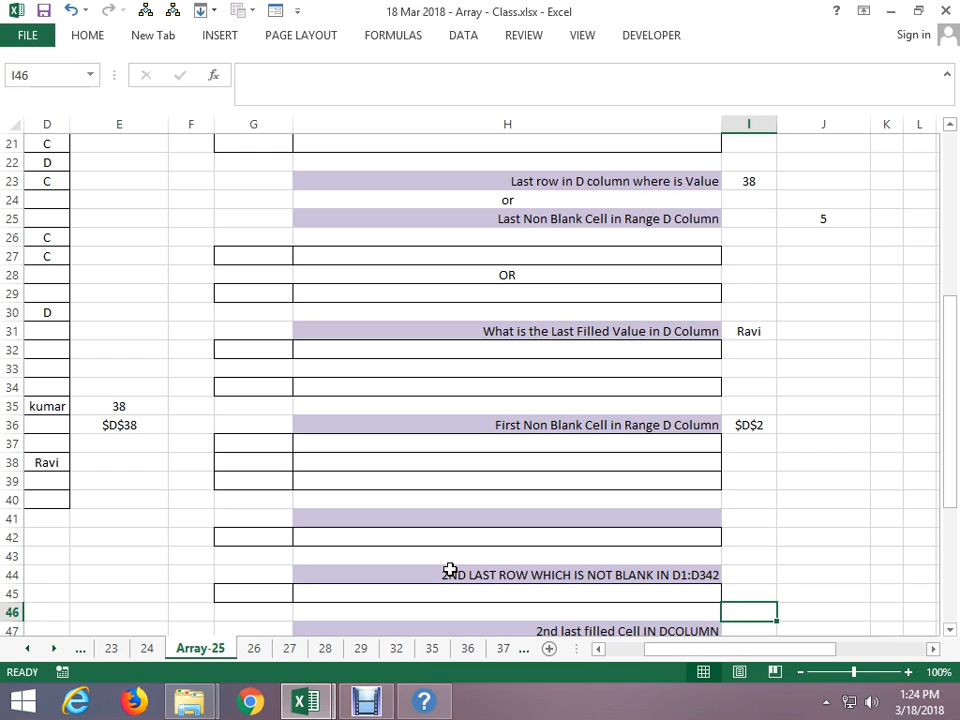 18 Mar 2018 - Array - Class.xlsx - Excel
FILE HOME New Tab INSERT PAGE LAYOUT FORMULAS DATA REVIEW VIEW DEVELOPER Sign in
I46 fx
D E F G H I J K L
21 C
22 D
23 C Last row in D column where is Value 38
24 or
25 Last Non Blank Cell in Range D Column 5
26 C
27 C
28 OR
29
30 D
31 What is the Last Filled Value in D Column Ravi
32
33
34
35 kumar 38
36 $D$38 First Non Blank Cell in Range D Column $D$2
37
38 Ravi
39
40
41
42
43
44 2ND LAST ROW WHICH IS NOT BLANK IN D1:D342
45
46
47 2nd last filled Cell IN DCOLUMN
... 23 24 Array-25 26 27 28 29 32 35 36 37 ...
READY 100%
1:24 PM
3/18/2018